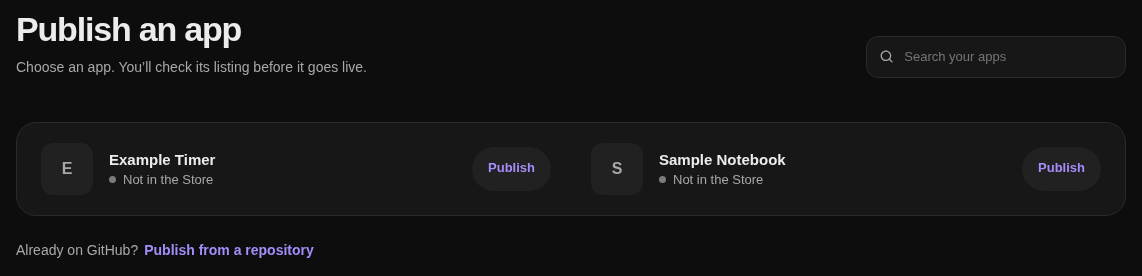 Publish an app
Choose an app. You’ll check its listing before it goes live.
Search your apps
E
Example Timer
Not in the Store
Publish
S
Sample Notebook
Not in the Store
Publish
Already on GitHub? Publish from a repository